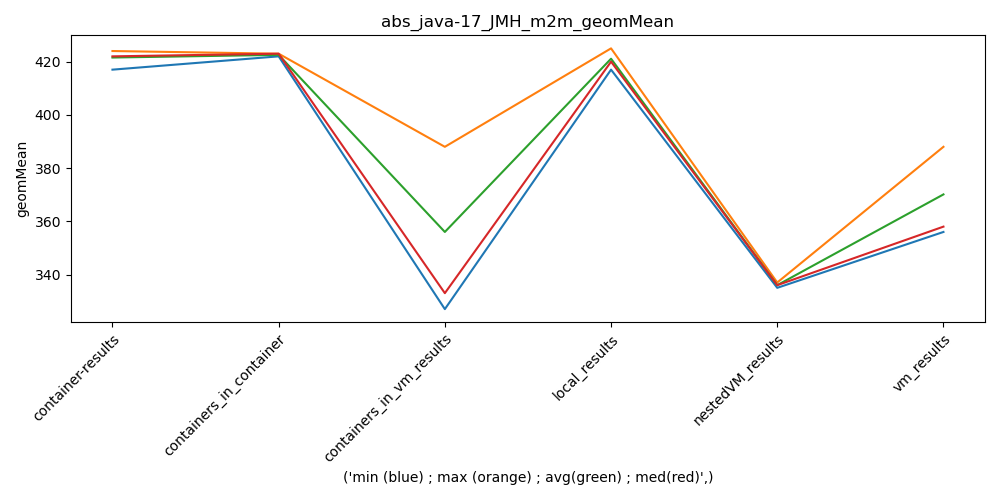 abs_java-17_JMH_m2m_geomMean
geomMean
420
400
380
360
340
container-results
containers_in_container
containers_in_vm_results
local_results
nestedVM_results
vm_results
('min (blue) ; max (orange) ; avg(green) ; med(red)',)